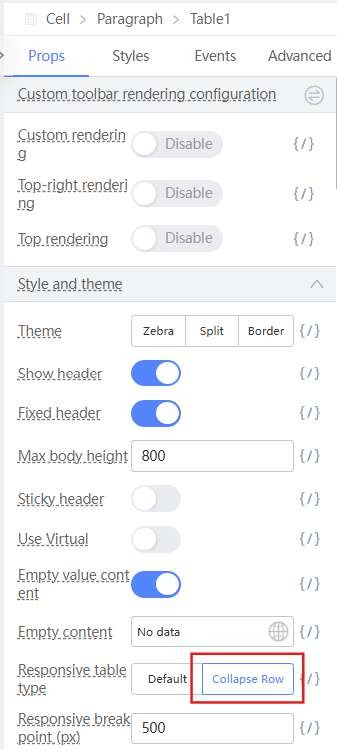 Cell > Paragraph > Table1
Props Styles Events Advanced
Custom toolbar rendering configuration
Custom renderin
g
Disable {/}
Top-right renderi
ng
Disable {/}
Top rendering Disable {/}
Style and theme
Theme Zebra Split Border {/}
Show header {/}
Fixed header {/}
Max body height 800 {/}
Sticky header {/}
Use Virtual {/}
Empty value cont
ent
{/}
Empty content No data {/}
Responsive table
type
Default Collapse Row /}
Responsive break
point (px)
500 {/}